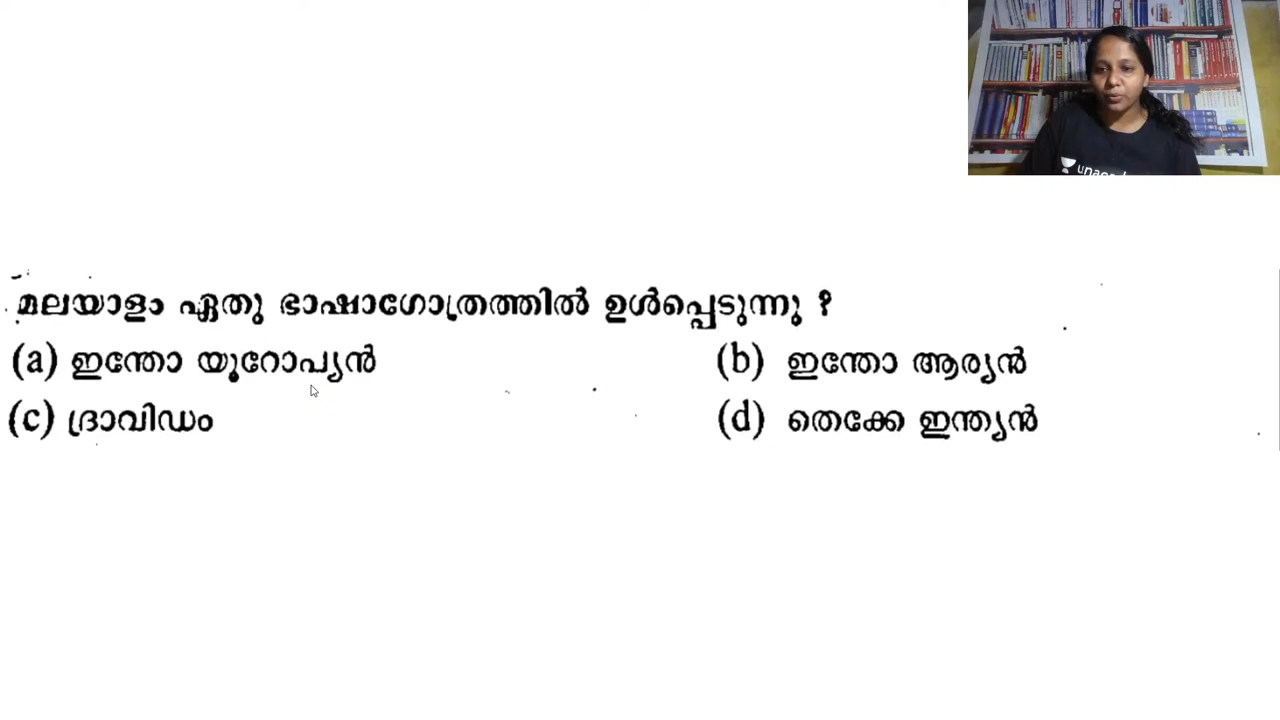 മലയാളം ഏതു ഭാഷാഗോത്രത്തിൽ ഉൾപ്പെടുന്നു ?
(a) ഇന്തോ യൂറോപ്യൻ (b) ഇന്തോ ആര്യൻ
(c) ദ്രാവിഡം (d) തെക്കേ ഇന്ത്യൻ